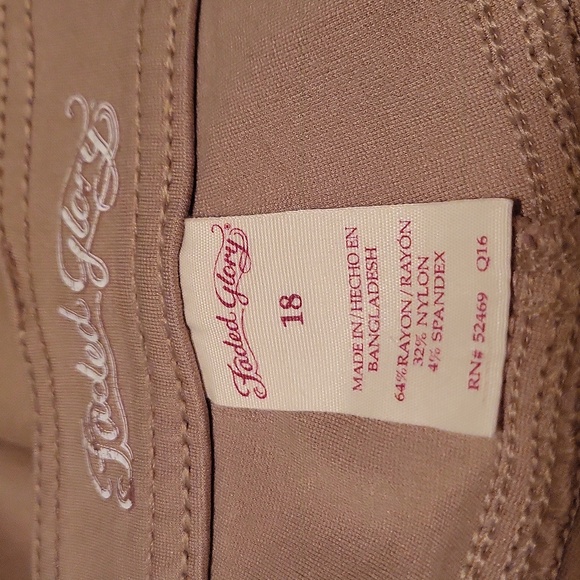 Faded Glory
Faded Glory®
18
MADE IN/HECHO EN
BANGLADESH
64%RAYON/RAYÓN
32% NYLON
4% SPANDEX
RN# 52469 Q16